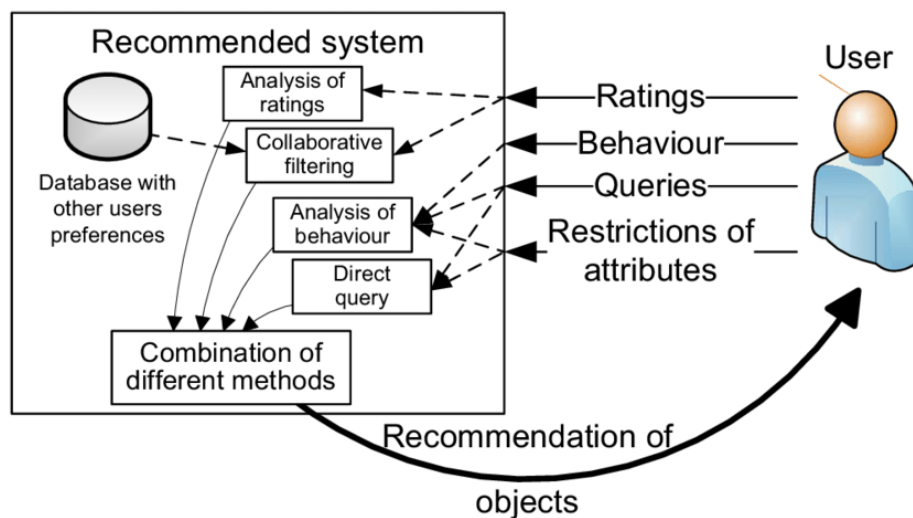 Recommended system
User
Analysis of
ratings
Ratings
Collaborative
filtering
Behaviour
Database with
other users
preferences
Queries
Analysis of
behaviour
Restrictions of
attributes
Direct
query
Combination of
different methods
Recommendation of
objects